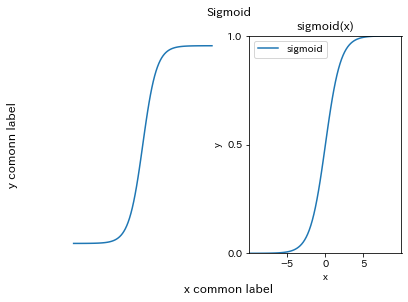 Sigmoid
sigmoid(x)
sigmoid
1.0
0.5
0.0
y
−5
0
5
x
y comonn label
x common label